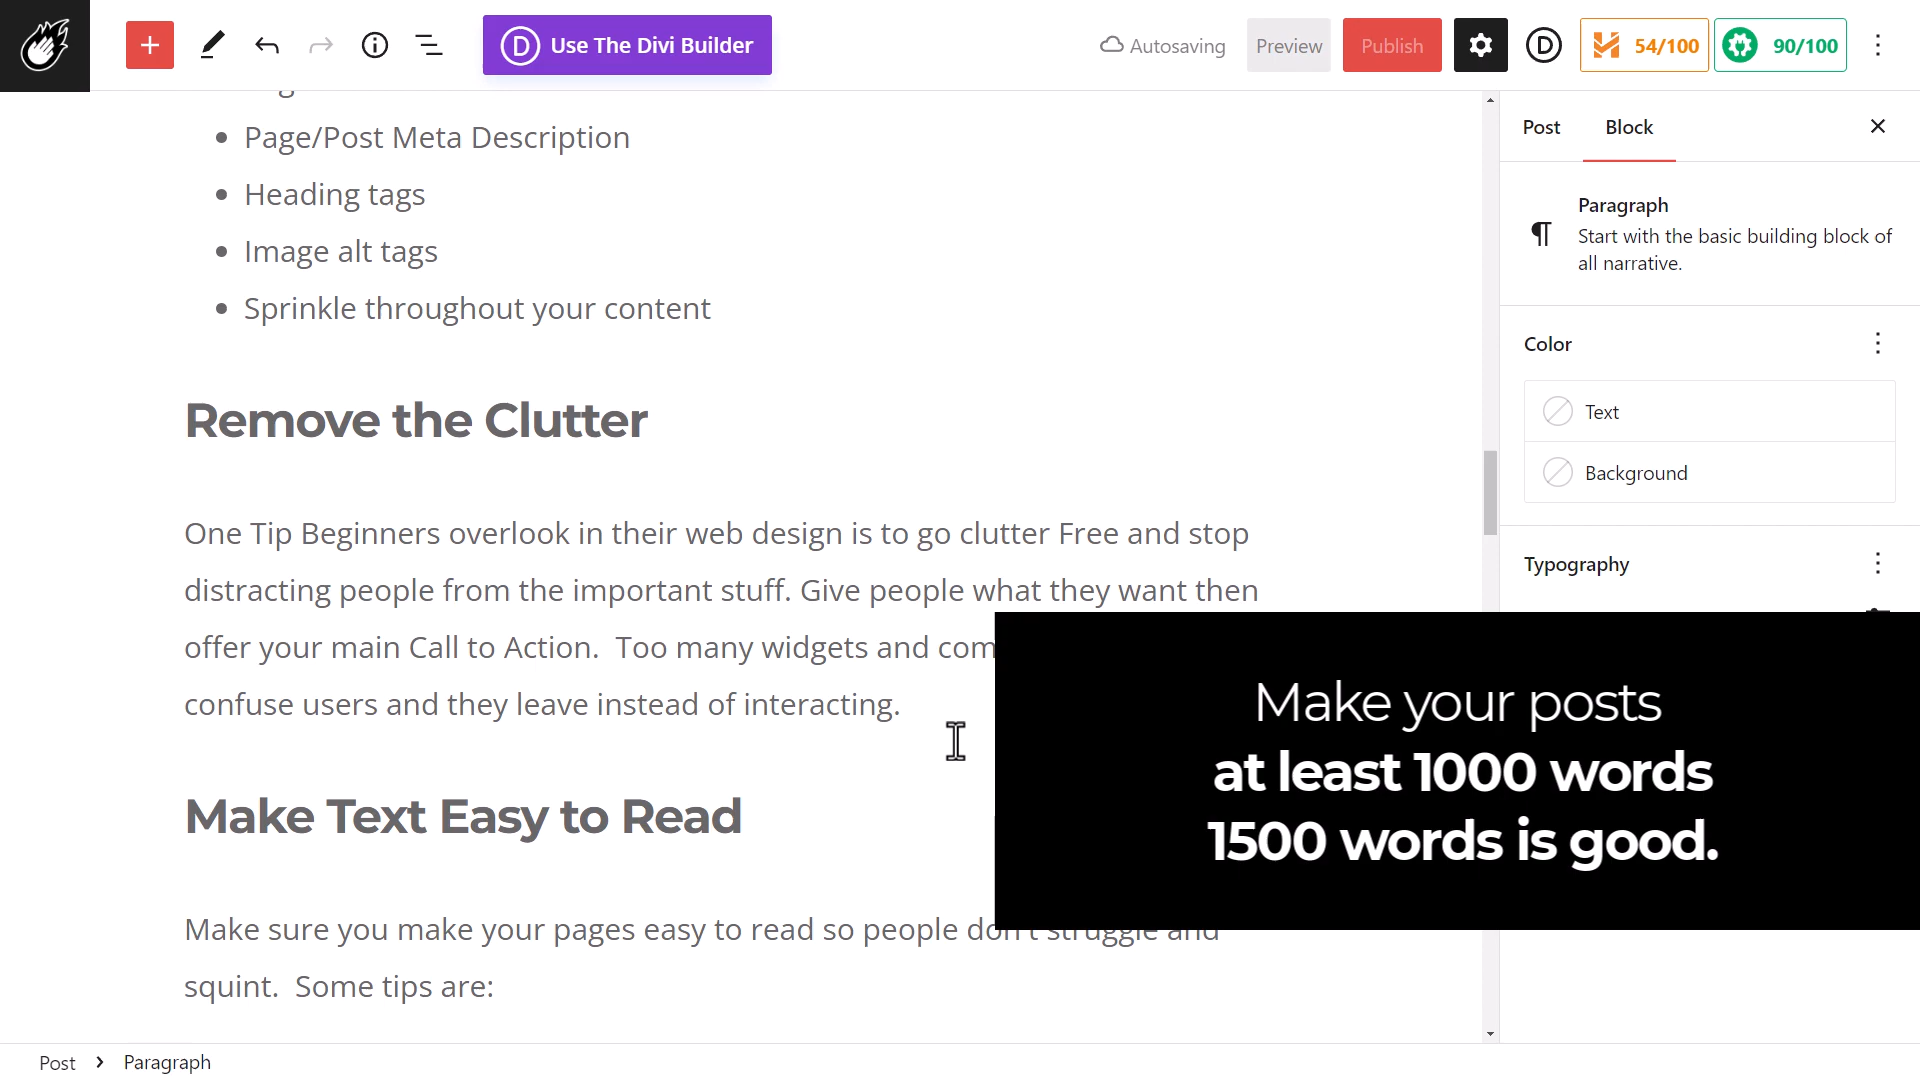 Use The Divi Builder
Autosaving
Preview
Publish
54/100
90/100
Page/Post Meta Description
Heading tags
Image alt tags
Sprinkle throughout your content
Remove the Clutter
One Tip Beginners overlook in their web design is to go clutter Free and stop
distracting people from the important stuff. Give people what they want then
offer your main Call to Action.  Too many widgets and
confuse users and they leave instead of interacting.
Make Text Easy to Read
Make sure you make your pages easy to read so people don't struggle and
squint.  Some tips are:
Post
Block
Paragraph
Start with the basic building block of
all narrative.
Color
Text
Background
Typography
Make your posts
at least 1000 words
1500 words is good.
Post
Paragraph